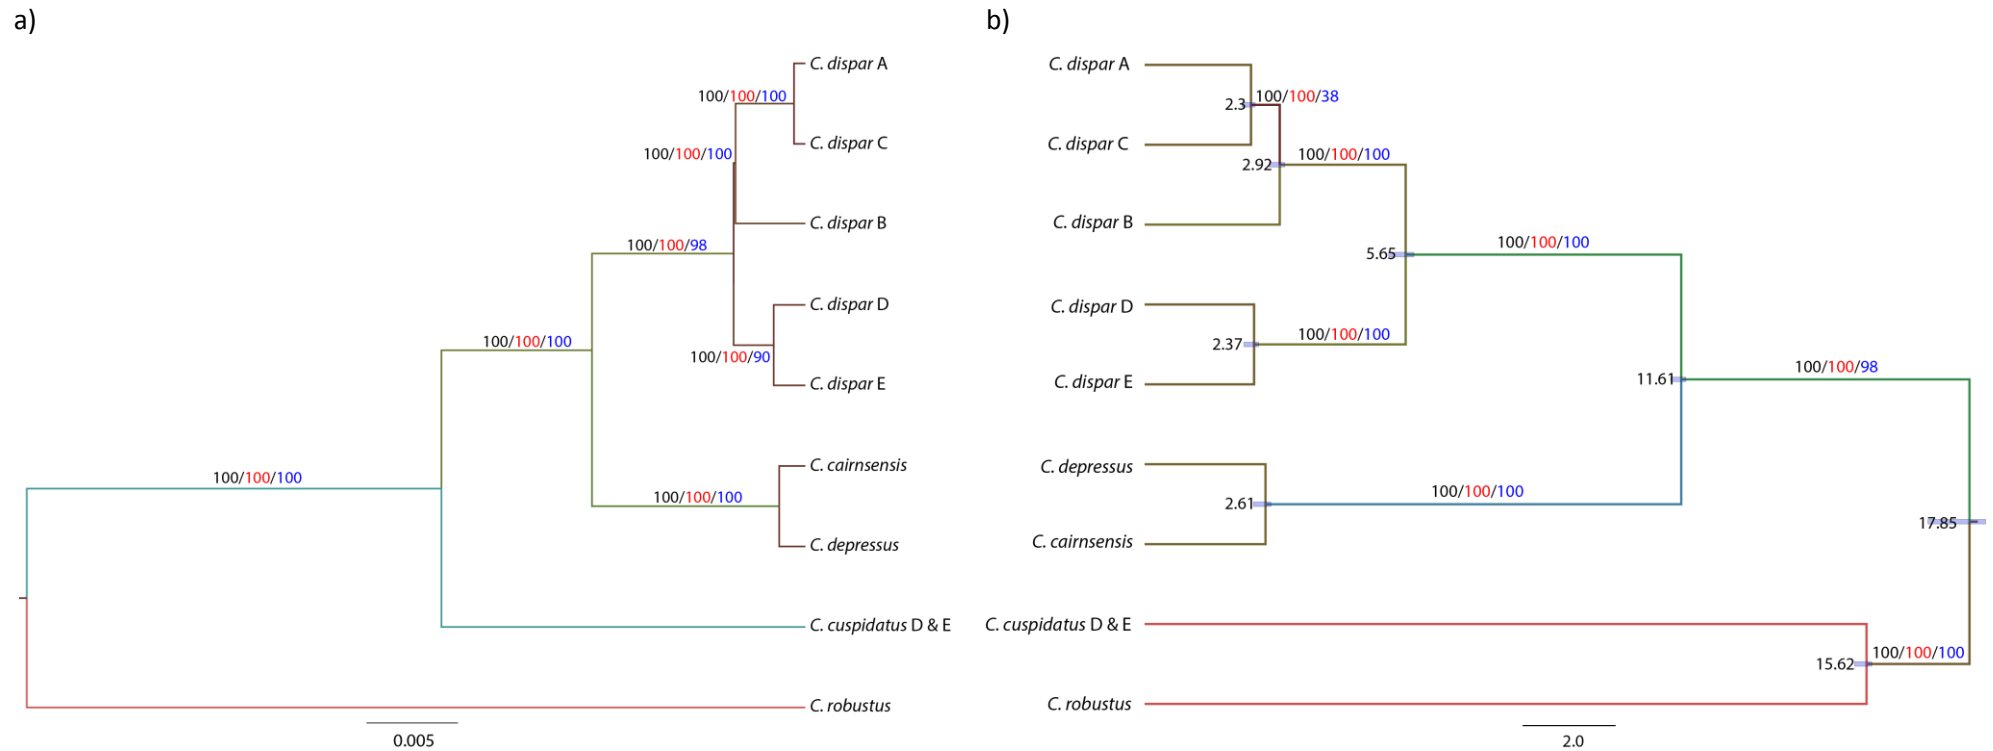 a)
C. dispar A
100/100/100
C. dispar C
100/100/100
C. dispar B
100/100/98
C. dispar D
100/100/100
100/100/90
C. dispar E
C. cairnsensis
100/100/100
100/100/100
C. depressus
C. cuspidatus D & E
C. robustus
0.005
b)
C. dispar A
100/100/38
2.3
C. dispar C
100/100/100
2.92
C. dispar B
100/100/100
5.65
C. dispar D
100/100/100
2.37
11.61
100/100/98
C. dispar E
C. depressus
100/100/100
2.61
17.85
C. cairnsensis
C. cuspidatus D & E
100/100/100
15.62
C. robustus
2.0